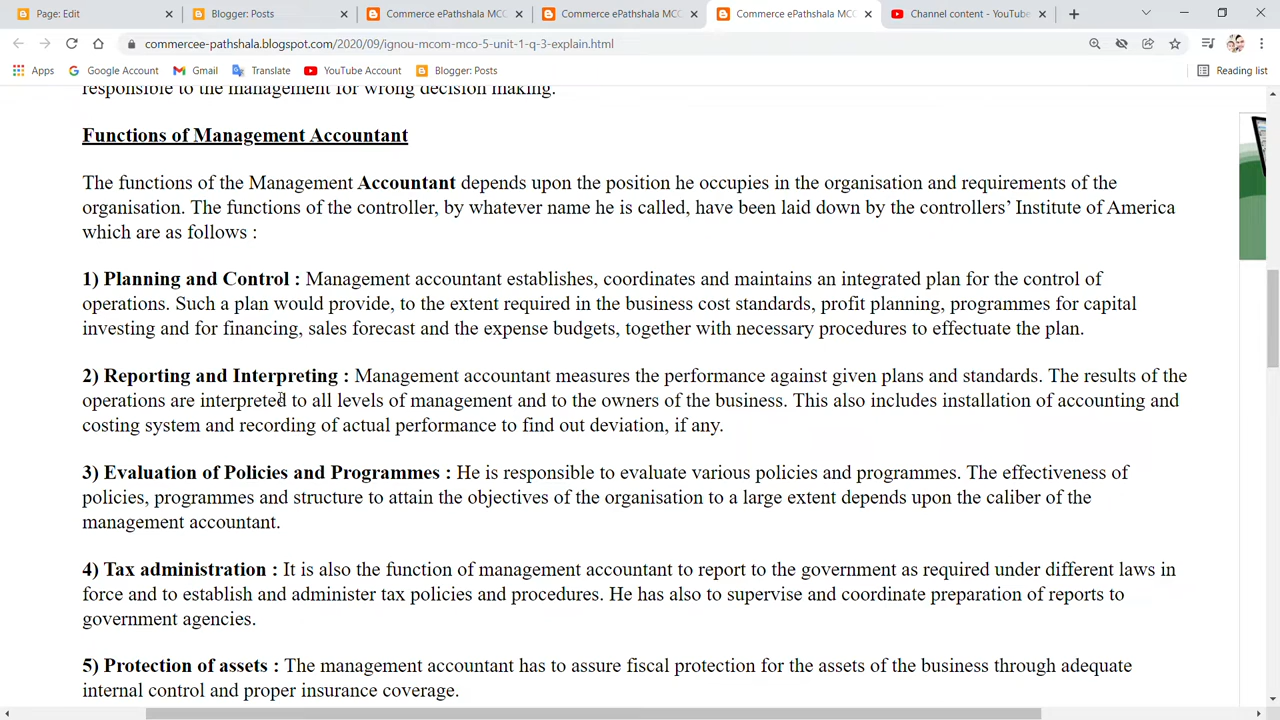 Page: Edit
Blogger: Posts
Commerce ePathshala MCC
Commerce ePathshala MCC
Commerce ePathshala MCC
Channel content - YouTube
commercee-pathshala.blogspot.com/2020/09/ignou-mcom-mco-5-unit-1-q-3-explain.html
Apps
Google Account
Gmail
Translate
YouTube Account
Blogger: Posts
Reading list
responsible to the management for wrong decision making.
Functions of Management Accountant
The functions of the Management Accountant depends upon the position he occupies in the organisation and requirements of the
organisation. The functions of the controller, by whatever name he is called, have been laid down by the controllers’ Institute of America
which are as follows :
1) Planning and Control : Management accountant establishes, coordinates and maintains an integrated plan for the control of
operations. Such a plan would provide, to the extent required in the business cost standards, profit planning, programmes for capital
investing and for financing, sales forecast and the expense budgets, together with necessary procedures to effectuate the plan.
2) Reporting and Interpreting : Management accountant measures the performance against given plans and standards. The results of the
operations are interpreted to all levels of management and to the owners of the business. This also includes installation of accounting and
costing system and recording of actual performance to find out deviation, if any.
3) Evaluation of Policies and Programmes : He is responsible to evaluate various policies and programmes. The effectiveness of
policies, programmes and structure to attain the objectives of the organisation to a large extent depends upon the caliber of the
management accountant.
4) Tax administration : It is also the function of management accountant to report to the government as required under different laws in
force and to establish and administer tax policies and procedures. He has also to supervise and coordinate preparation of reports to
government agencies.
5) Protection of assets : The management accountant has to assure fiscal protection for the assets of the business through adequate
internal control and proper insurance coverage.